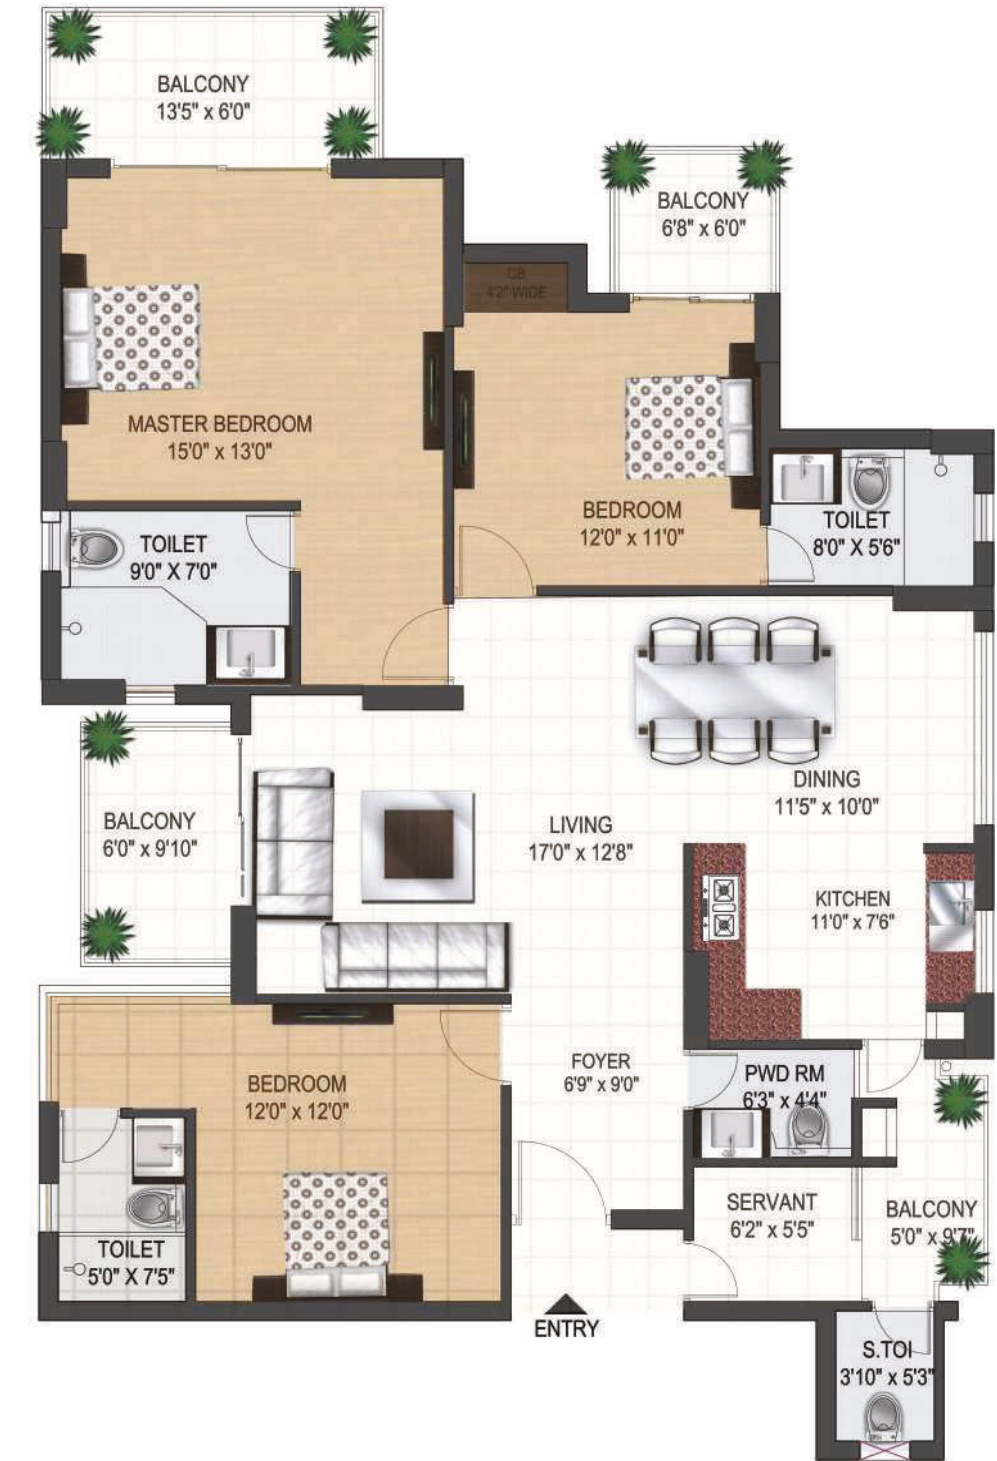 BALCONY
13'5" x 6'0"
BALCONY
6'8" x 6'0"
CB
4'2" WIDE
MASTER BEDROOM
15'0" x 13'0"
BEDROOM
12'0" x 11'0"
TOILET
8'0" X 5'6"
TOILET
9'0" X 7'0"
DINING
11'5" x 10'0"
BALCONY
6'0" x 9'10"
LIVING
17'0" x 12'8"
KITCHEN
11'0" x 7'6"
BEDROOM
12'0" x 12'0"
FOYER
6'9" x 9'0"
PWD RM
6'3" x 4'4"
SERVANT
6'2" x 5'5"
BALCONY
5'0" x 9'7"
TOILET
5'0" X 7'5"
ENTRY
S.TOI
3'10" x 5'3"